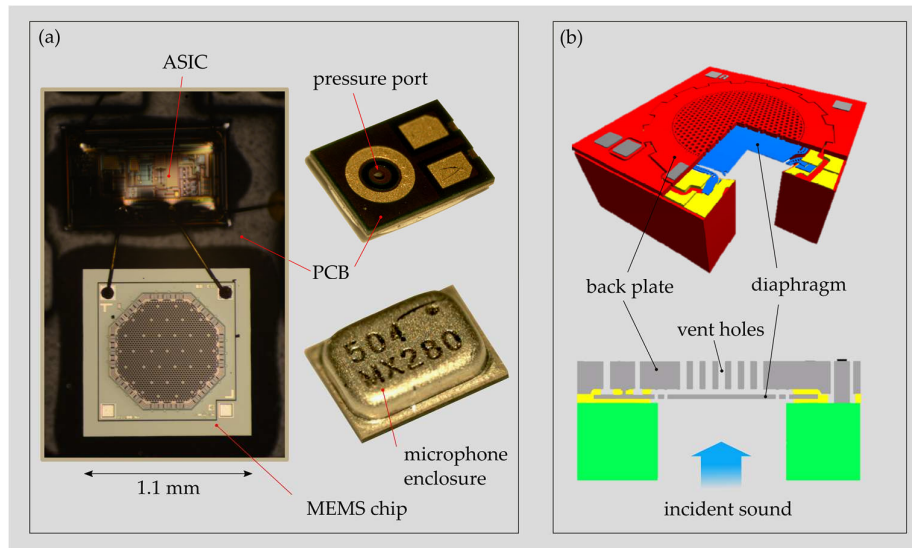 (a)
ASIC
pressure port
PCB
504
MX280
microphone
enclosure
1.1 mm
MEMS chip
(b)
back plate
diaphragm
vent holes
incident sound